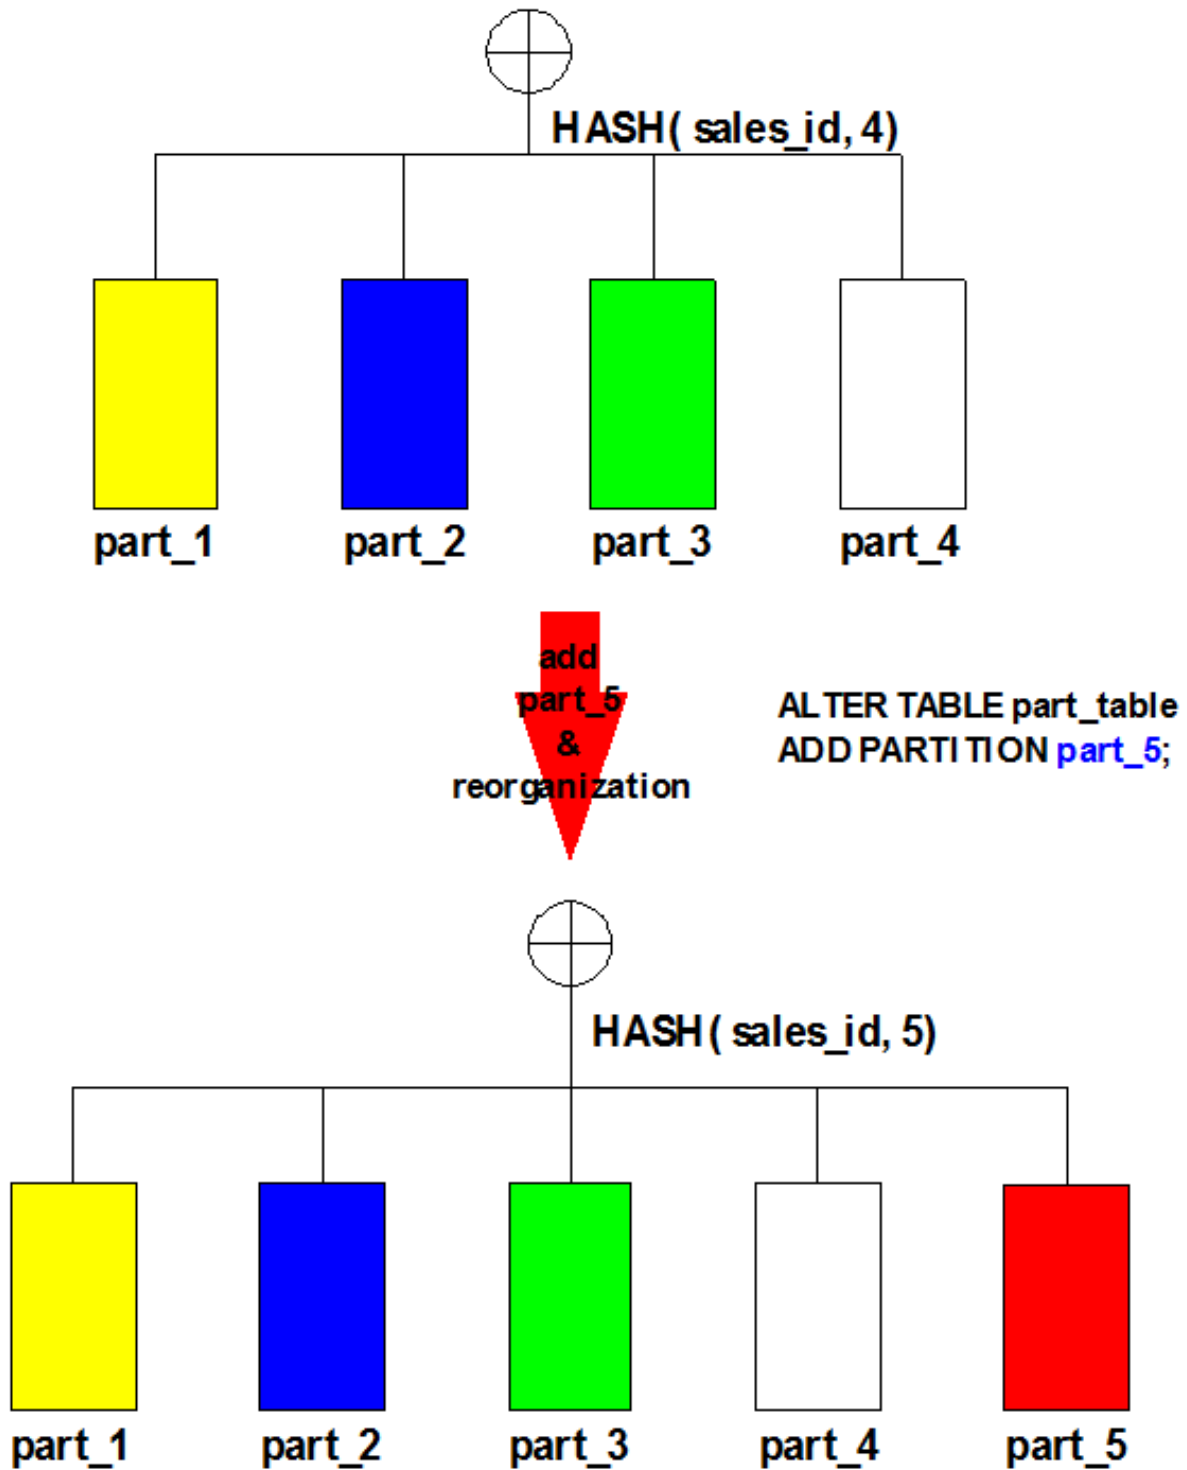 HASH( sales_id, 4)
part_1 part_2 part_3 part_4
add
part_5
&
reorganization
ALTER TABLE part_table
ADD PARTITION part_5;
HASH( sales_id, 5)
part_1 part_2 part_3 part_4 part_5